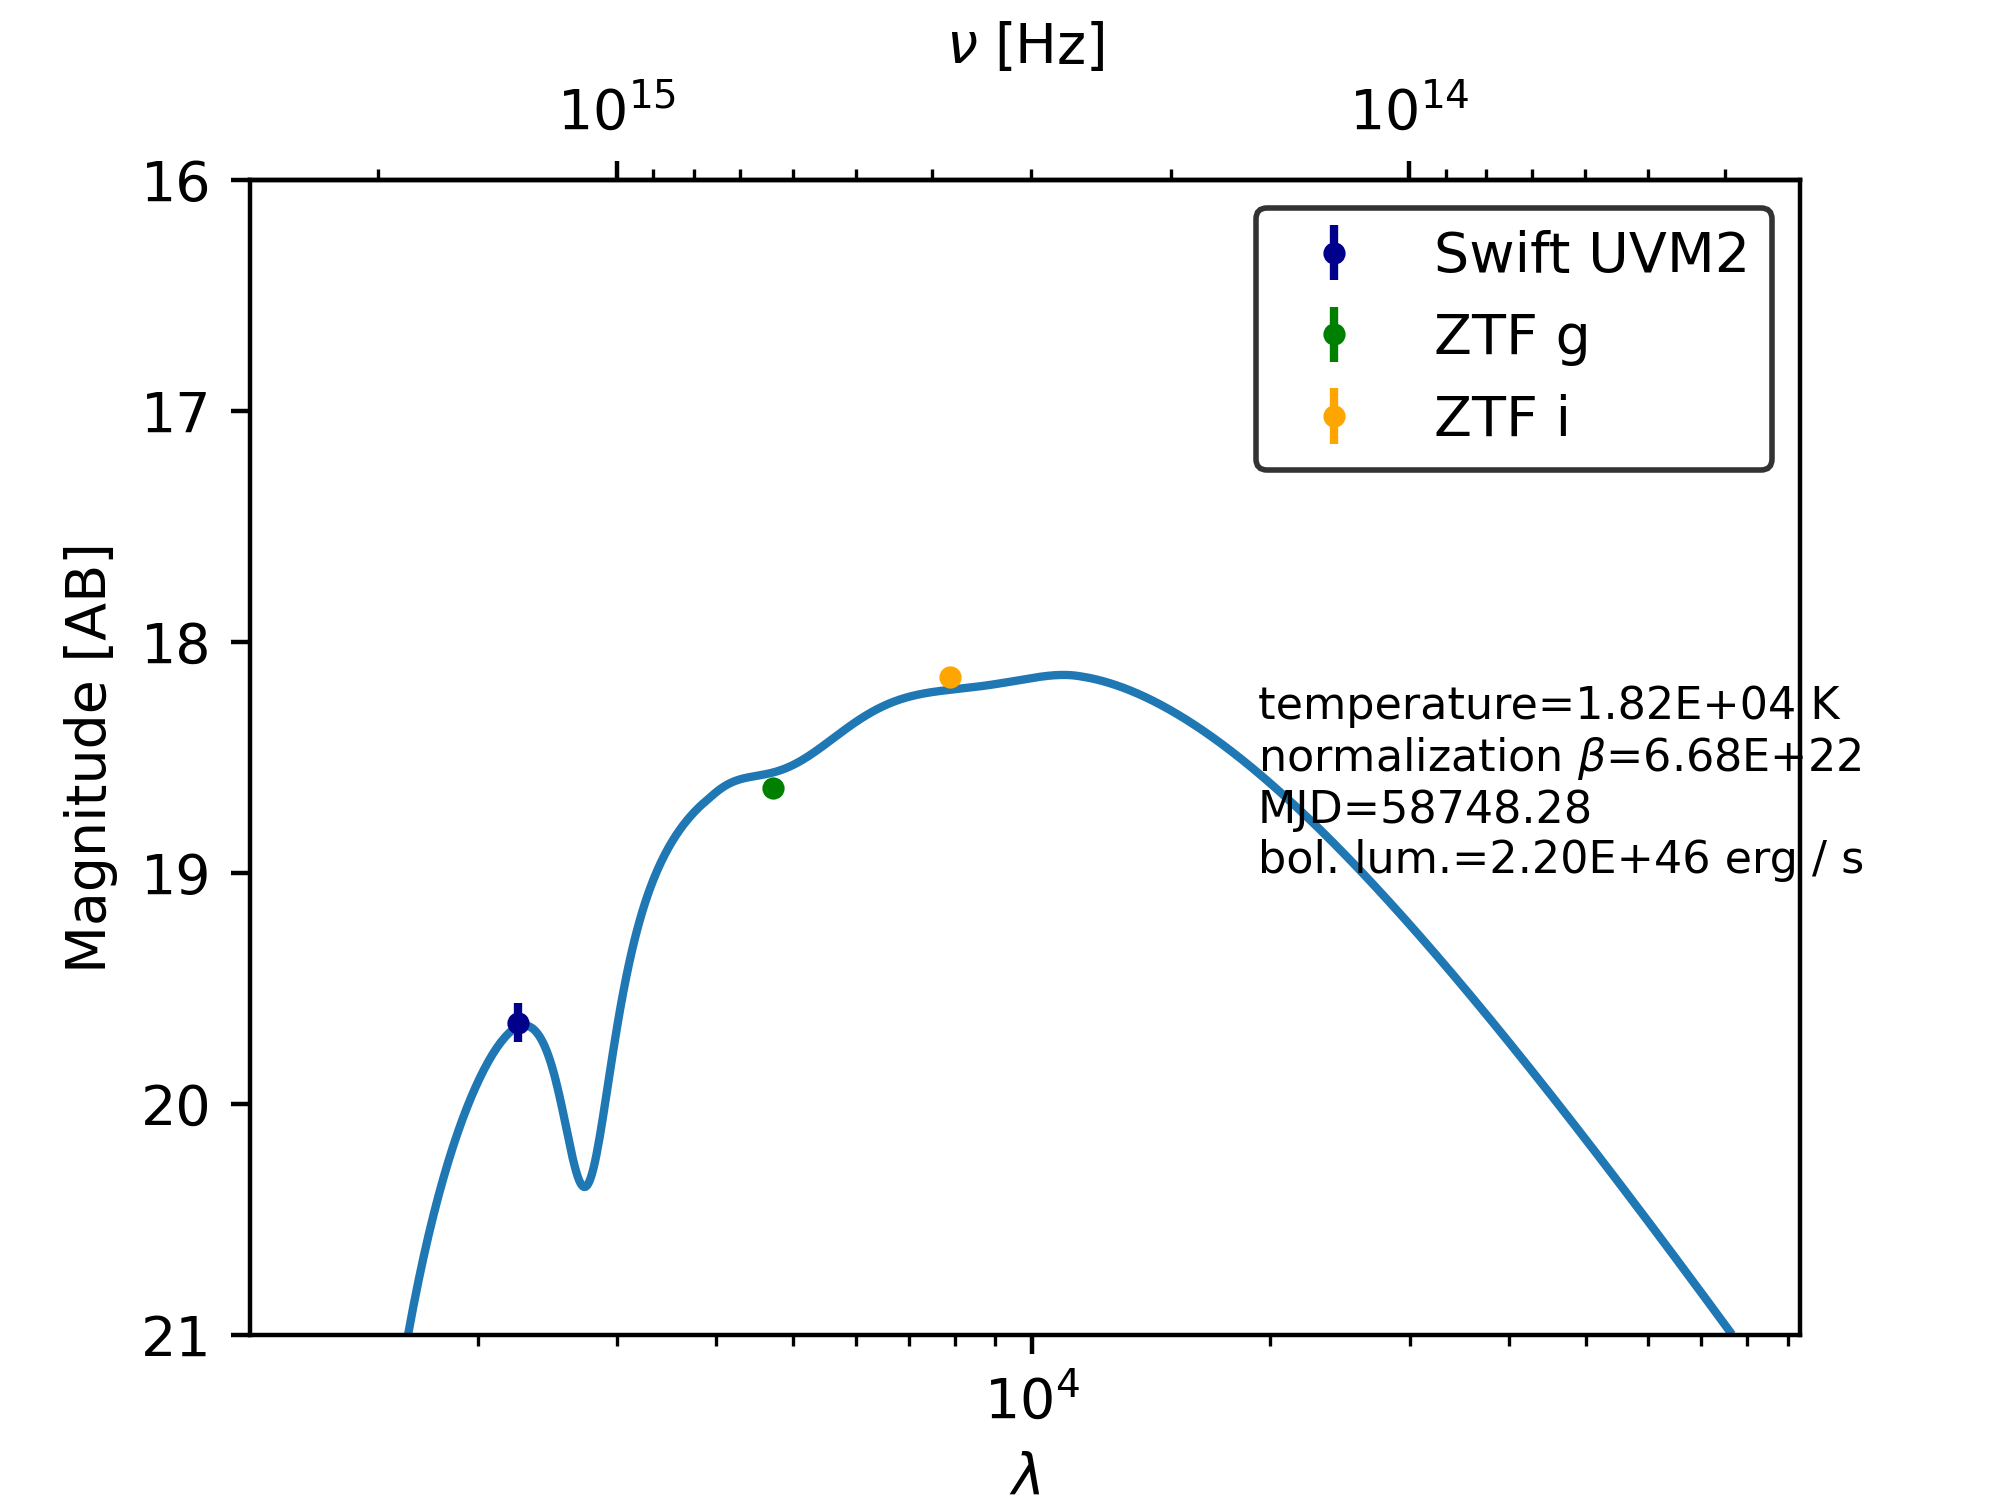 ν [Hz]
10^15 10^14
16
17
18
19
20
21
Magnitude [AB]
Swift UVM2
ZTF g
ZTF i
temperature=1.82E+04 K
normalization β=6.68E+22
MJD=58748.28
bol. lum.=2.20E+46 erg / s
10^4
λ